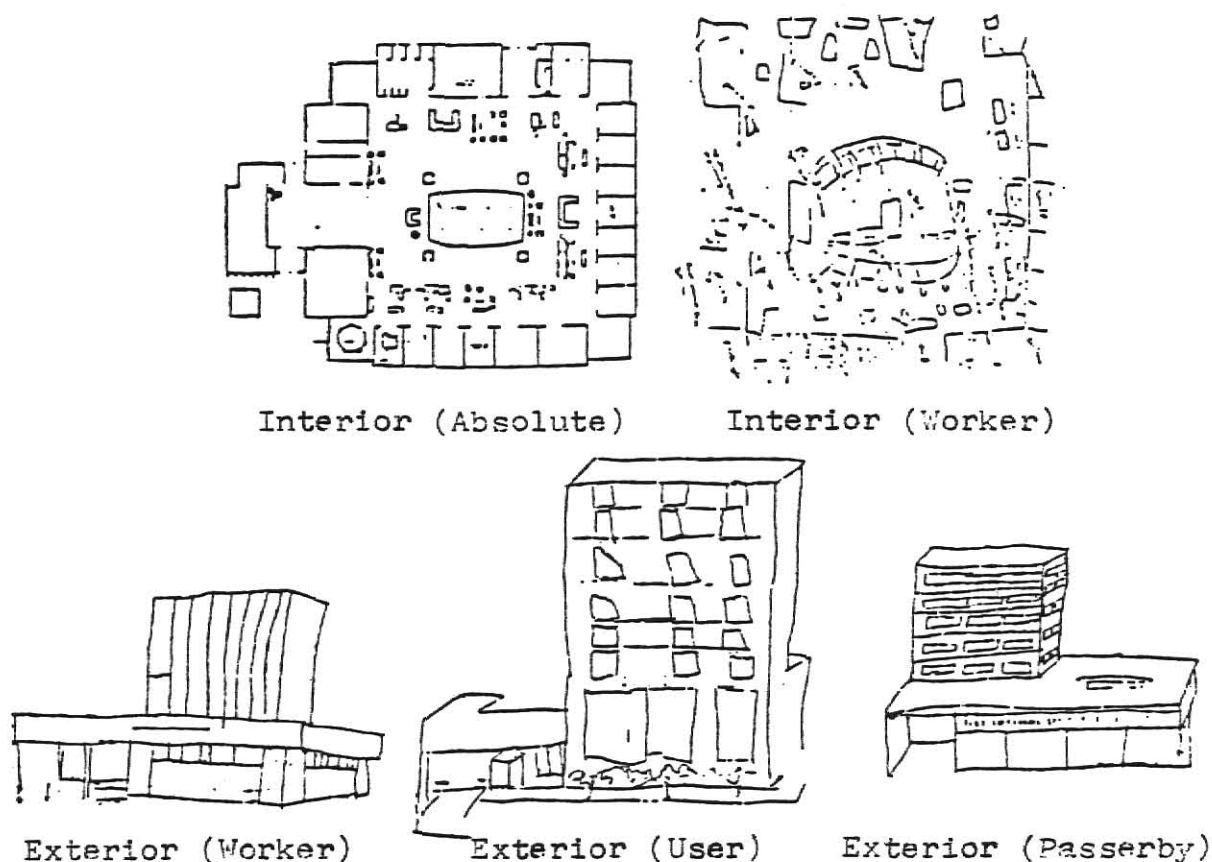 Interior (Absolute)
Interior (Worker)
Exterior (Worker)
Exterior (User)
Exterior (Passerby)